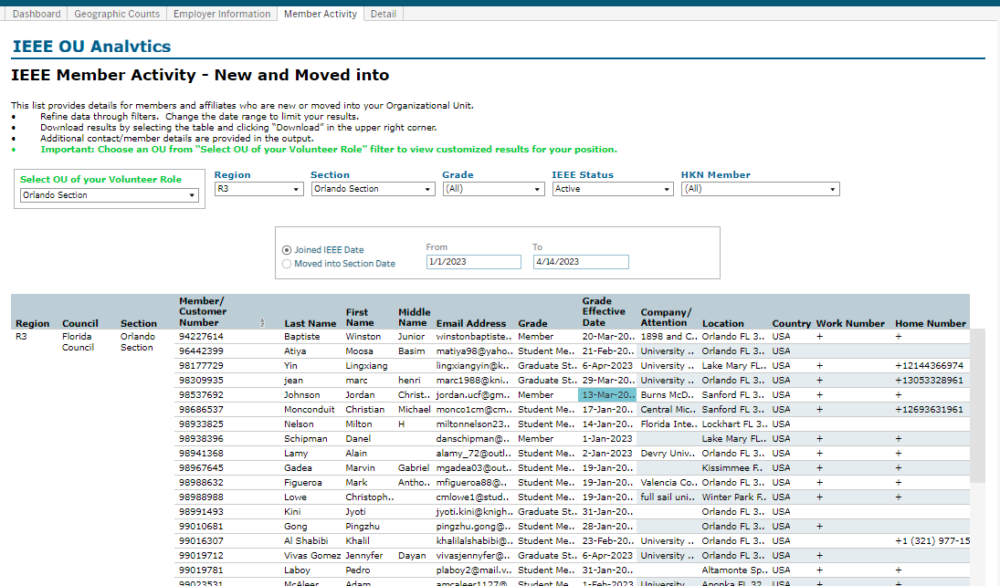 Dashboard Geographic Counts Employer Information Member Activity Detail
IEEE OU Analytics
IEEE Member Activity - New and Moved into
This list provides details for members and affiliates who are new or moved into your Organizational Unit.
• Refine data through filters. Change the date range to limit your results.
• Download results by selecting the table and clicking "Download" in the upper right corner.
• Additional contact/member details are provided in the output.
• Important: Choose an OU from "Select OU of your Volunteer Role" filter to view customized results for your position.
Select OU of your Volunteer Role Region Section Grade IEEE Status HKN Member
Orlando Section R3 Orlando Section (All) Active (All)
From To
Joined IEEE Date 1/1/2023 4/14/2023
Moved into Section Date
Region Council Section Member/ Customer Number Last Name First Name Middle Name Email Address Grade Grade Effective Date Company/ Attention Location Country Work Number Home Number
R3 Florida Council Orlando Section 94227614 Baptiste Winston Junior winstonbaptiste.. Member 20-Mar-20.. 1898 and C.. Orlando FL 3.. USA + +
96442399 Atiya Moosa Basim matiya98@yaho.. Student Me.. 21-Feb-20.. University .. Orlando FL 3.. USA
98177729 Yin Lingxiang lingxiangyin@k.. Graduate St.. 6-Apr-2023 University .. Lake Mary FL.. USA + +12144366974
98309935 jean marc henri marc1988@kni.. Graduate St.. 29-Mar-20.. University .. Orlando FL 3.. USA + +13053328961
98537692 Johnson Jordan Christ.. jordan.ucf@gm.. Member 13-Mar-20.. Burns McD.. Sanford FL 3.. USA + +
98686537 Monconduit Christian Michael monco1cm@cm.. Student Me.. 17-Jan-20.. Central Mic.. Sanford FL 3.. USA + +12693631961
98933825 Nelson Milton H miltonnelson23.. Student Me.. 14-Jan-20.. Florida Inte.. Lockhart FL 3.. USA
98938396 Schipman Danel danschipman@.. Member 1-Jan-2023 Lake Mary FL.. USA + +
98941368 Lamy Alain alamy_72@outl.. Student Me.. 2-Jan-2023 Devry Univ.. Orlando FL 3.. USA + +
98967645 Gadea Marvin Gabriel mgadea03@out.. Student Me.. 19-Jan-20.. Kissimmee F.. USA + +
98988632 Figueroa Mark Antho.. mfigueroa88@.. Student Me.. 19-Jan-20.. Valencia Co.. Orlando FL 3.. USA + +
98988988 Lowe Christoph.. cmlowe1@stud.. Student Me.. 19-Jan-20.. full sail uni.. Winter Park F.. USA + +
98991493 Kini Jyoti jyoti.kini@knigh.. Graduate St.. 31-Jan-20.. Orlando FL 3.. USA
99010681 Gong Pingzhu pingzhu.gong@.. Student Me.. 28-Jan-20.. Orlando FL 3.. USA +
99016307 Al Shabibi Khalil khalilalshabibi@.. Student Me.. 23-Feb-20.. University .. Orlando FL 3.. USA +1 (321) 977-15
99019712 Vivas Gomez Jennyfer Dayan vivasjennyfer@.. Graduate St.. 6-Apr-2023 University .. Orlando FL 3.. USA +
99019781 Laboy Pedro plaboy2@mail.v.. Student Me.. 31-Jan-20.. Altamonte Sp.. USA + +
99023531 McAleer Adam amcaleer1127@.. Student Me.. 1-Feb-2023 University .. Apopka FL 32.. USA + +